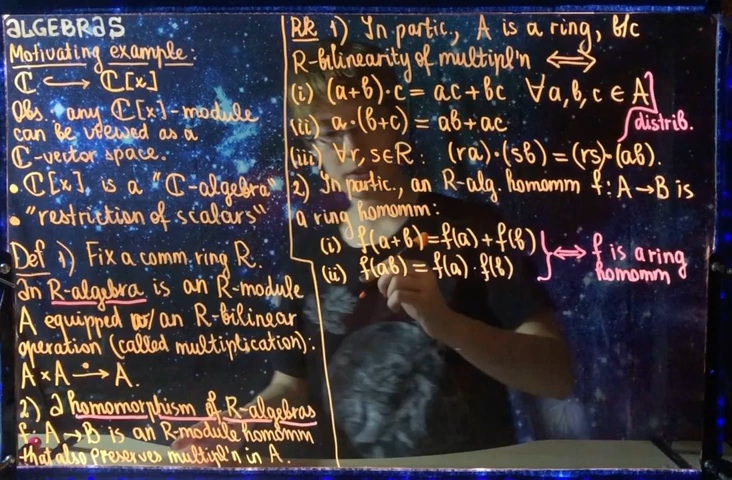 ALGEBRAS
Motivating example:
ℂ ↪ ℂ[x]
Obs. any ℂ[x]-module
can be viewed as a
ℂ-vector space.
• ℂ[x] is a "ℂ-algebra"
• "restriction of scalars"
Def 1) Fix a comm ring R.
An R-algebra is an R-module
A equipped w/ an R-bilinear
operation (called multiplication):
A × A → A.
2) A homomorphism of R-algebras
f: A → B is an R-module homomm
that also preserves multipl'n in A.
Rk 1) In partic., A is a ring, b/c
R-bilinearity of multipl'n ⟺
(i) (a+b)·c = ac + bc ∀a,b,c ∈ A
(ii) a·(b+c) = ab + ac
distrib.
(iii) ∀r, s∈R: (ra)·(sb) = (rs)·(ab).
2) In partic., an R-alg. homomm f: A→B is
a ring homomm:
(i) f(a+b) = f(a) + f(b)
(ii) f(ab) = f(a) · f(b)
⟺ f is a ring
homomm